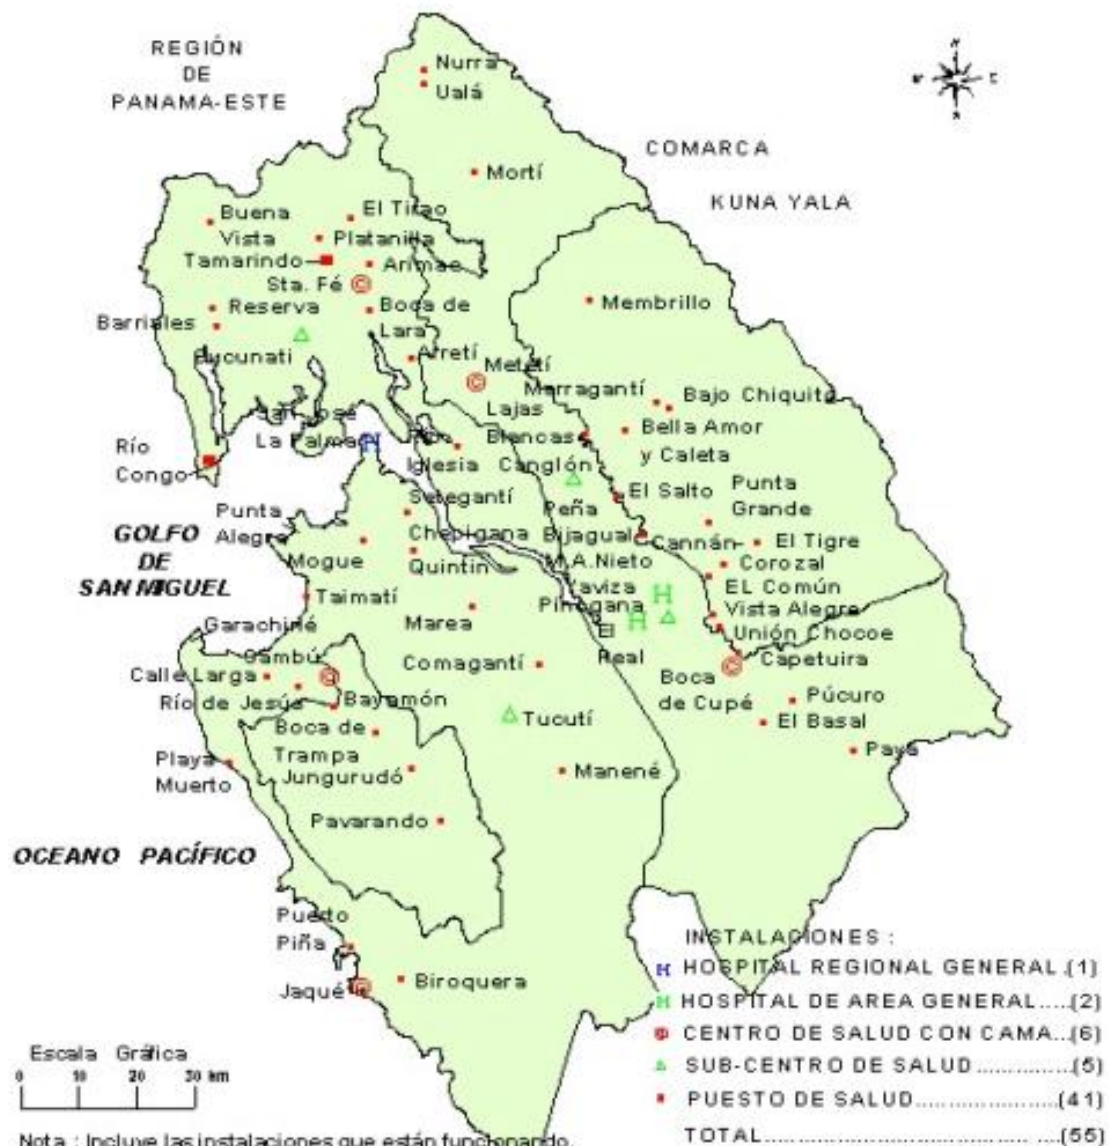 REGIÓN
DE
PANAMA-ESTE
Nurra
Ualá
N
E
S
COMARCA
KUNA YALA
Mortí
Buena
Vista
El Tirao
Platanilla
Tamarindo
Arimae
Sta. Fé
Reserva
Boca de
Lara
Barriales
Cucunati
Membrillo
Arretí
Metetí
Marragantí
Bajo Chiquito
Lajas
Blancas
Bella Amor
y Caleta
San José
La Palma
H
Río
Iglesia
Canglón
Río
Congo
Setegantí
Peña
Bijagual
El Salto
Punta
Grande
Punta
Alegre
Chepigana
Cannán
El Tigre
GOLFO
DE
SAN MIGUEL
Mogue
Quintin
M.A.Nieto
Corozal
Yaviza
H
EL Común
Taimatí
Pinogana
H
Vista Alegre
Garachiné
Marea
El
Real
Unión Chocoe
Sambú
Comagantí
Capetuira
Calle Larga
Boca
de Cupé
Río de Jesús
Bayamón
Púcuro
Boca de
Trampa
Tucutí
El Basal
Playa
Muerto
Jungurudó
Manené
Paya
Pavarando
OCEANO PACÍFICO
Puerto
Piña
Jaqué
Biroquera
INSTALACIONES :
H HOSPITAL REGIONAL GENERAL .(1)
H HOSPITAL DE AREA GENERAL.....(2)
CENTRO DE SALUD CON CAMA...(6)
SUB-CENTRO DE SALUD ...............(5)
PUESTO DE SALUD......................(41)
TOTAL...............................................(55)
Escala Gráfica
0 10 20 30 km
Nota : Incluye las instalaciones que están funcionando.